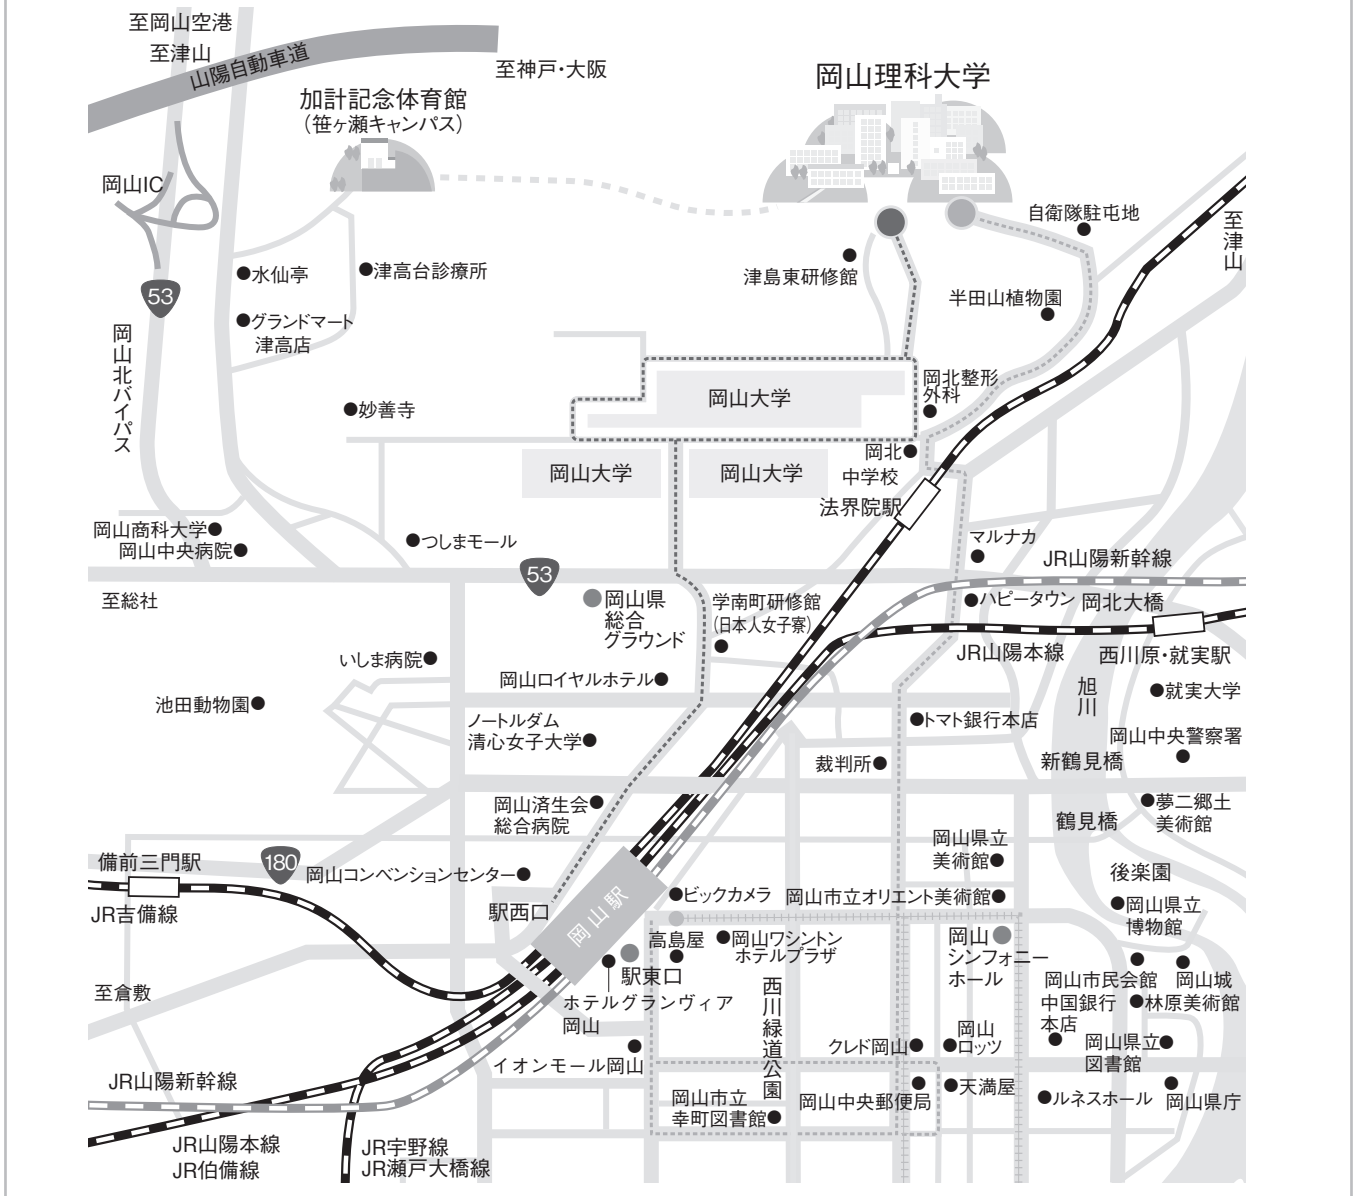 至岡山空港
至津山
山陽自動車道
至神戸・大阪
岡山理科大学
加計記念体育館
（笹ヶ瀬キャンパス）
岡山IC
自衛隊駐屯地
至津山
水仙亭
津高台診療所
津島東研修館
半田山植物園
53
グランドマート
津高店
岡山北バイパス
岡山大学
岡北整形
外科
妙善寺
岡北
中学校
岡山大学
岡山大学
法界院駅
岡山商科大学
岡山中央病院
つしまモール
マルナカ
JR山陽新幹線
53
至総社
岡山県
総合
グラウンド
学南町研修館
（日本人女子寮）
ハピータウン
岡北大橋
いしま病院
JR山陽本線
西川原・就実駅
岡山ロイヤルホテル
旭川
就実大学
池田動物園
ノートルダム
清心女子大学
トマト銀行本店
岡山中央警察署
裁判所
新鶴見橋
岡山済生会
総合病院
夢二郷土
美術館
鶴見橋
岡山県立
美術館
備前三門駅
180
岡山コンベンションセンター
後楽園
JR吉備線
駅西口
岡山駅
ビックカメラ
岡山市立オリエント美術館
岡山県立
博物館
高島屋
岡山ワシントン
ホテルプラザ
岡山
シンフォニー
ホール
駅東口
岡山市民会館
岡山城
至倉敷
ホテルグランヴィア
岡山
西川緑道公園
中国銀行
本店
林原美術館
岡山
ロッツ
クレド岡山
岡山県立
図書館
イオンモール岡山
JR山陽新幹線
岡山市立
幸町図書館
岡山中央郵便局
天満屋
ルネスホール
岡山県庁
JR山陽本線
JR伯備線
JR宇野線
JR瀬戸大橋線